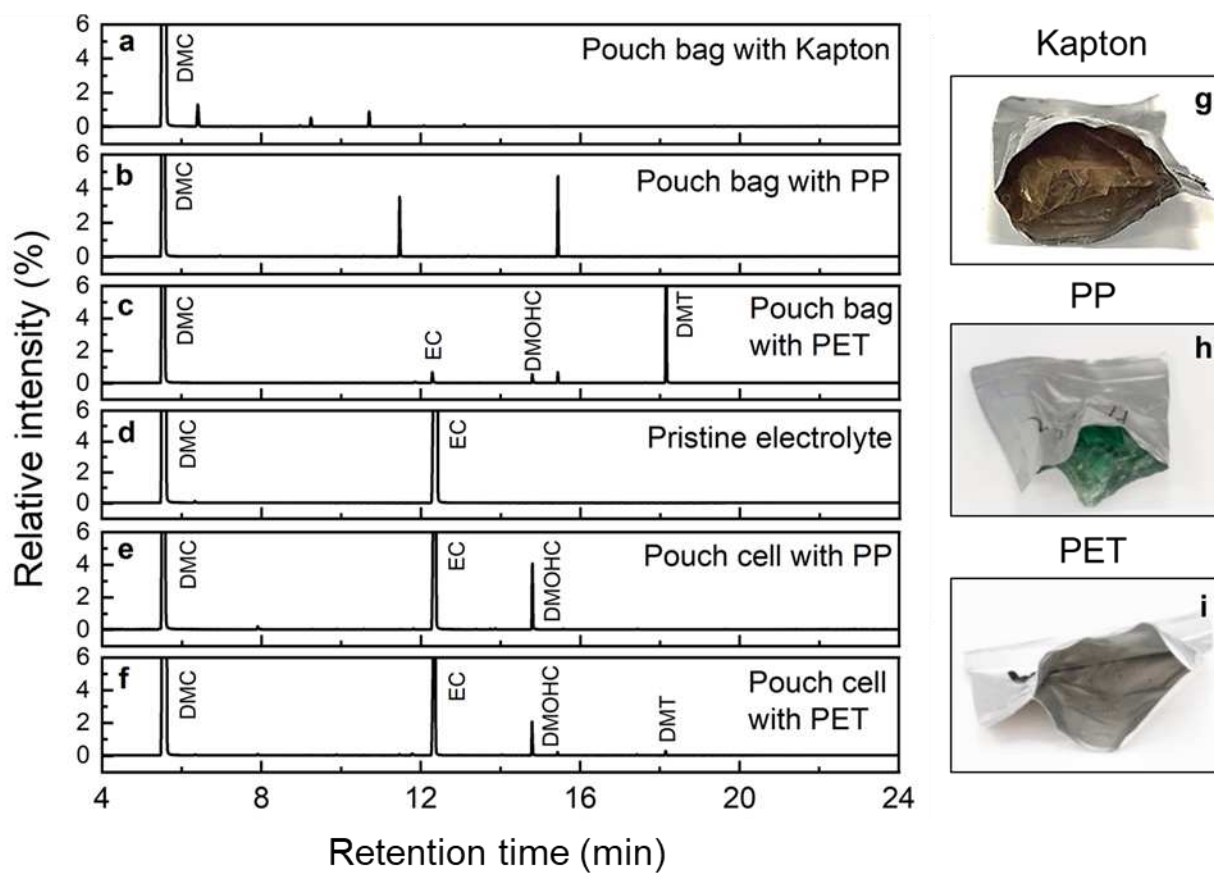 Relative intensity (%)
6
4
2
0
a
DMC
Pouch bag with Kapton
6
4
2
0
b
DMC
Pouch bag with PP
6
4
2
0
c
DMC
EC
DMOHC
DMT
Pouch bag
with PET
6
4
2
0
d
DMC
EC
Pristine electrolyte
6
4
2
0
e
DMC
EC
DMOHC
Pouch cell with PP
6
4
2
0
f
DMC
EC
DMOHC
DMT
Pouch cell
with PET
4 8 12 16 20 24
Retention time (min)
Kapton
g
PP
h
PET
i